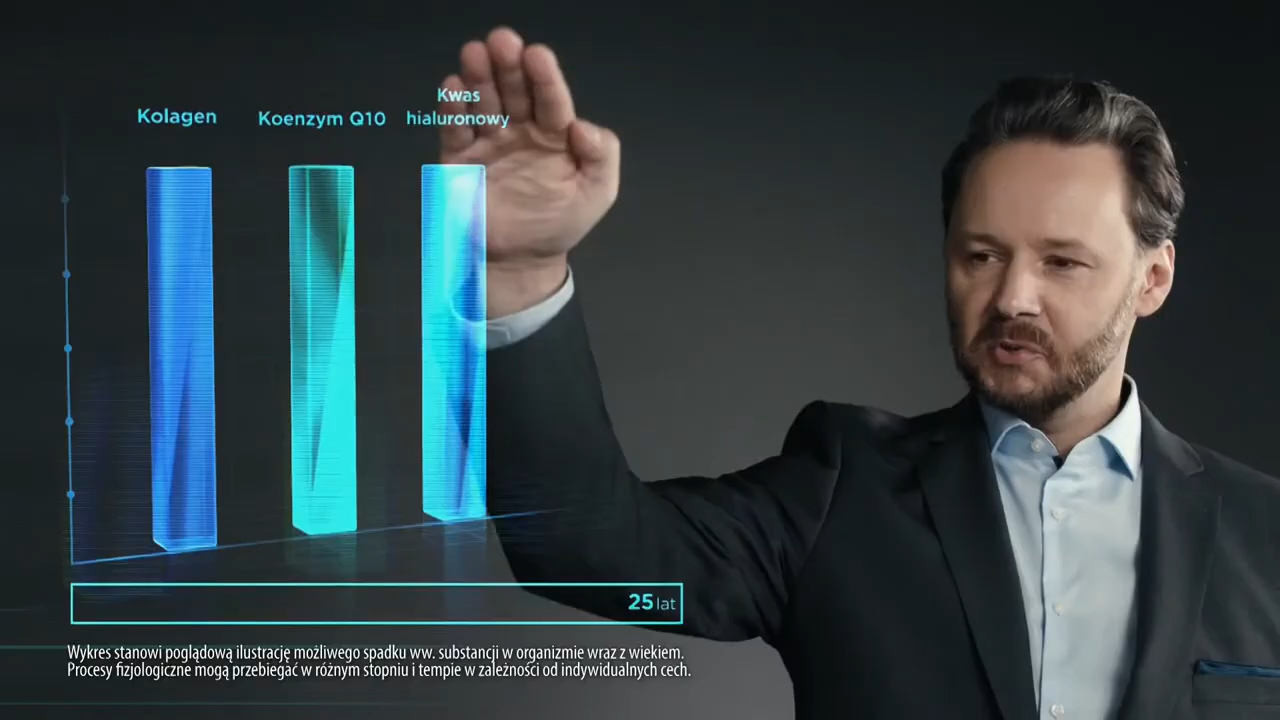 Kolagen
Koenzym Q10
Kwas
hialuronowy
25 lat
Wykres stanowi poglądową ilustrację możliwego spadku ww. substancji w organizmie wraz z wiekiem.
Procesy fizjologiczne mogą przebiegać w różnym stopniu i tempie w zależności od indywidualnych cech.